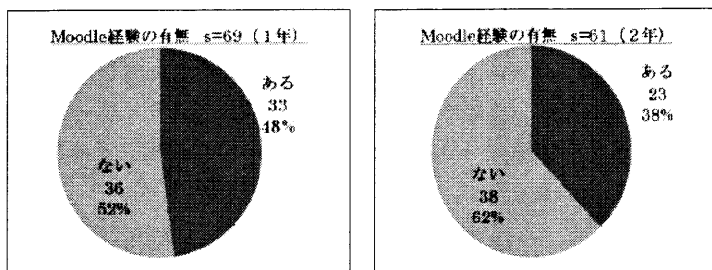 Moodle経験の有無 s=69（1年）
ある
33
48%
ない
36
52%
Moodle経験の有無 s=61（2年）
ある
23
38%
ない
38
62%